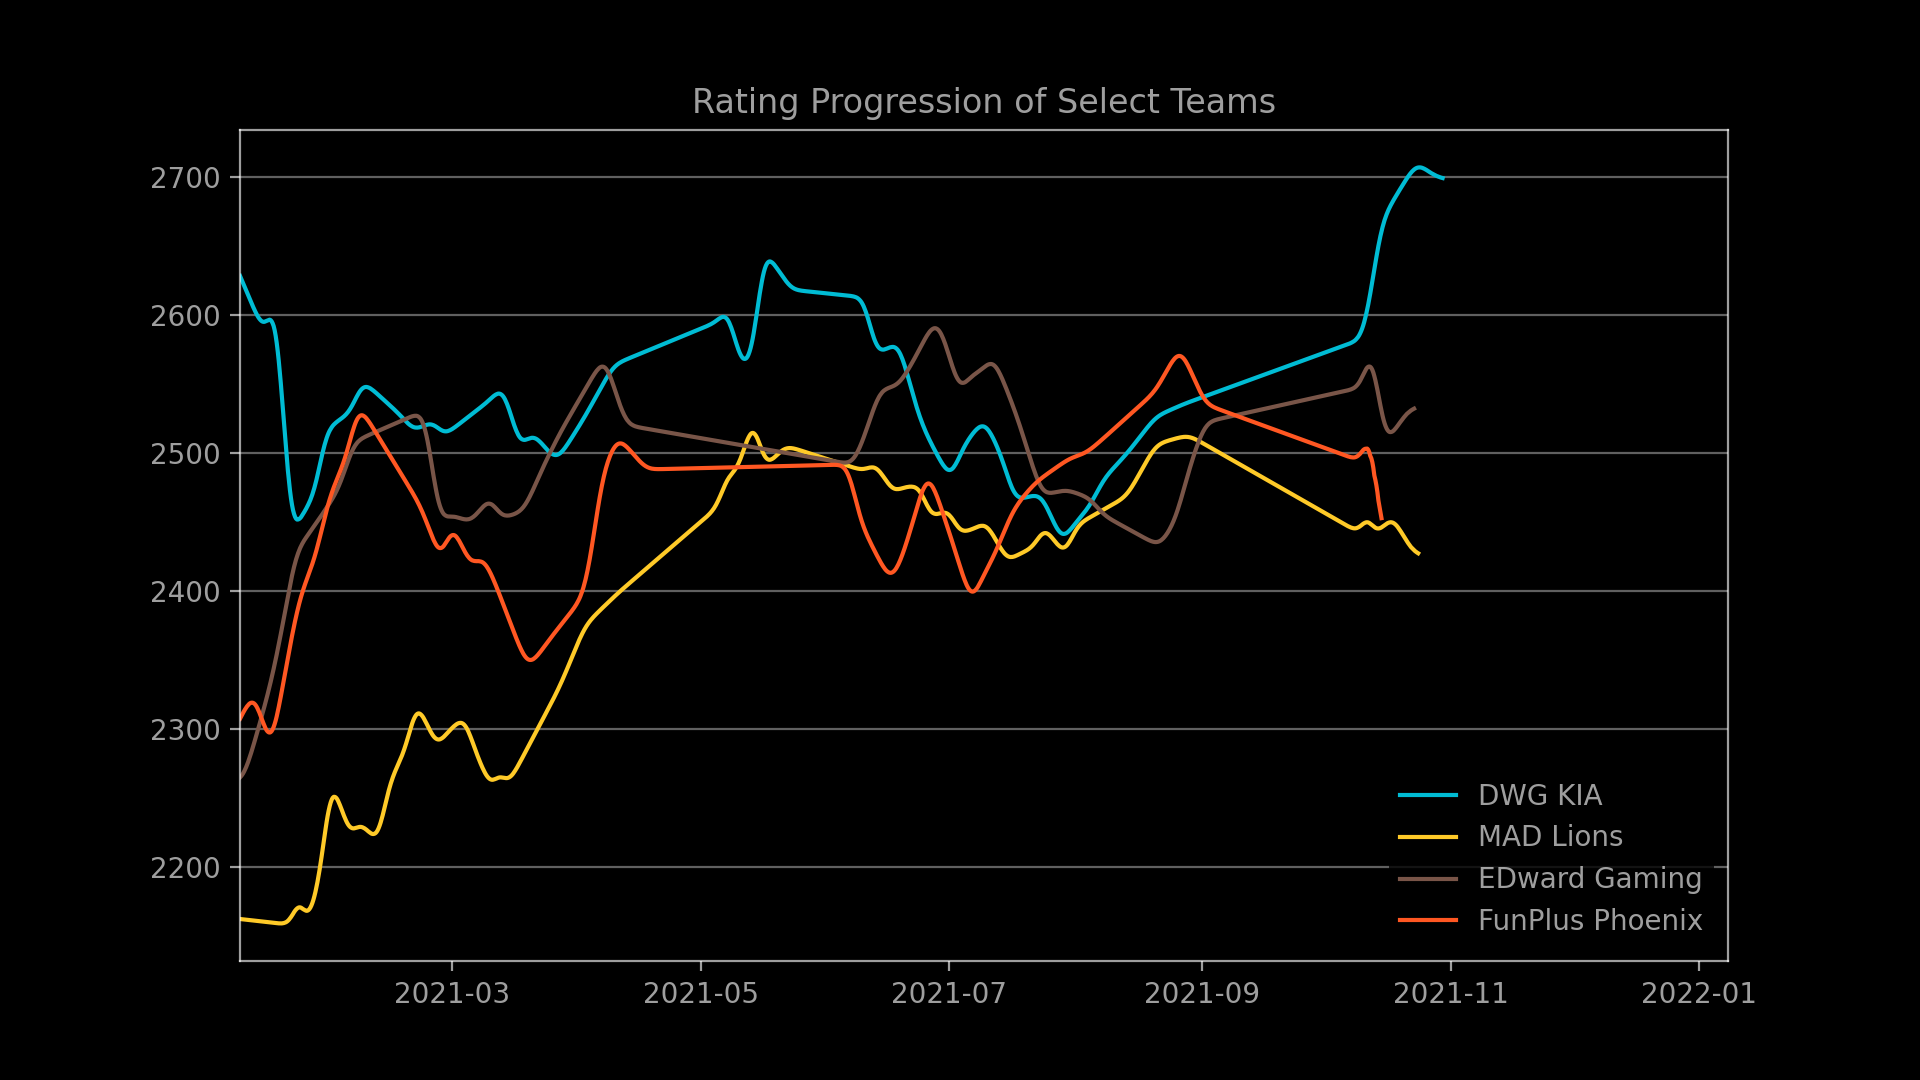 Rating Progression of Select Teams
2700
2600
2500
2400
2300
2200
DWG KIA
MAD Lions
EDward Gaming
FunPlus Phoenix
2021-03
2021-05
2021-07
2021-09
2021-11
2022-01